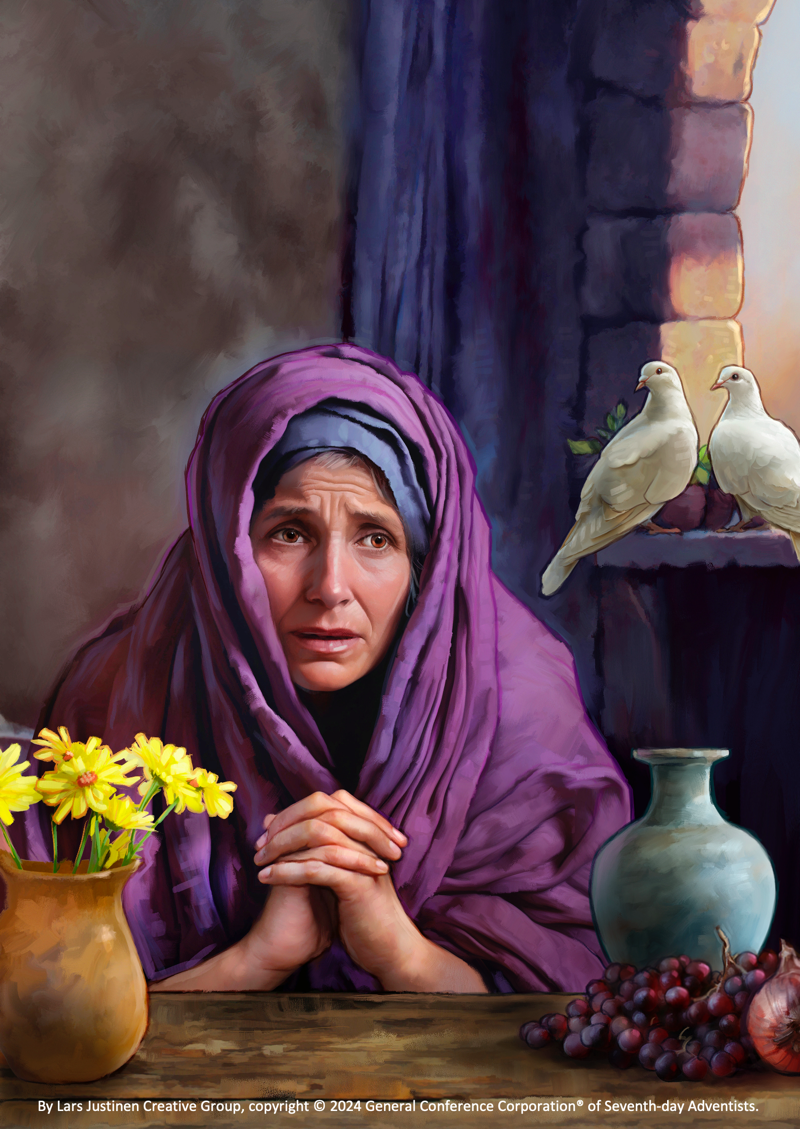 By Lars Justinen Creative Group, copyright © 2024 General Conference Corporation® of Seventh-day Adventists.